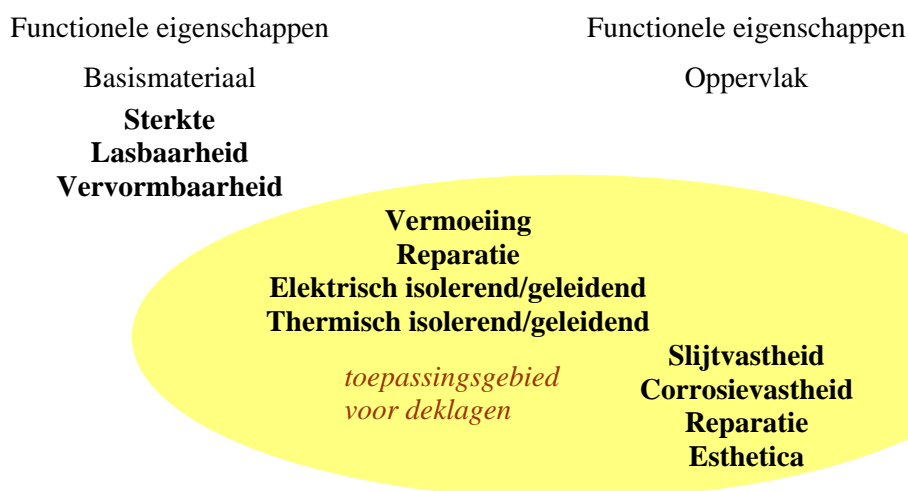 Functionele eigenschappen
Basismateriaal
Sterkte
Lasbaarheid
Vervormbaarheid
Functionele eigenschappen
Oppervlak
Vermoeiing
Reparatie
Elektrisch isolerend/geleidend
Thermisch isolerend/geleidend
toepassingsgebied
voor deklagen
Slijtvastheid
Corrosievastheid
Reparatie
Esthetica